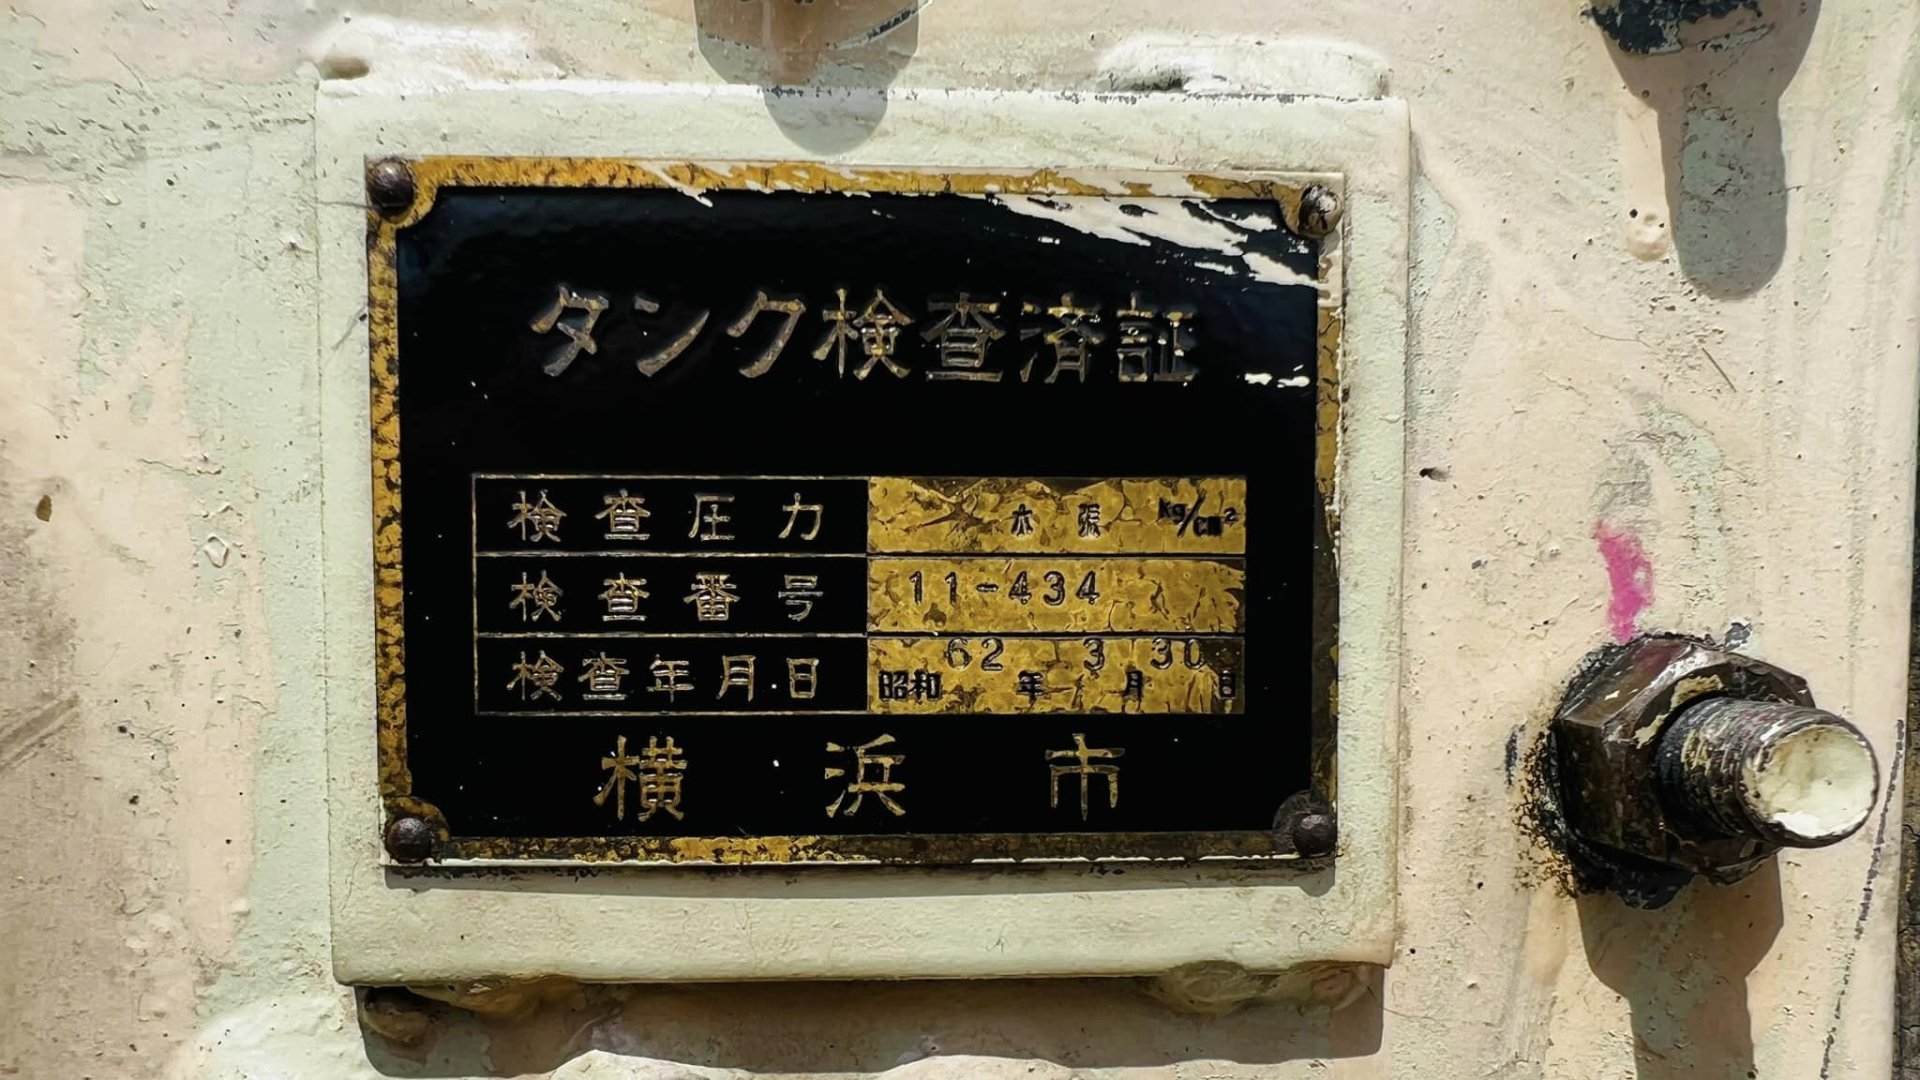 タンク検査済証
検査圧力 水張 kg/cm²
検査番号 11-434
検査年月日 昭和 62 年 3 月 30 日
横浜市